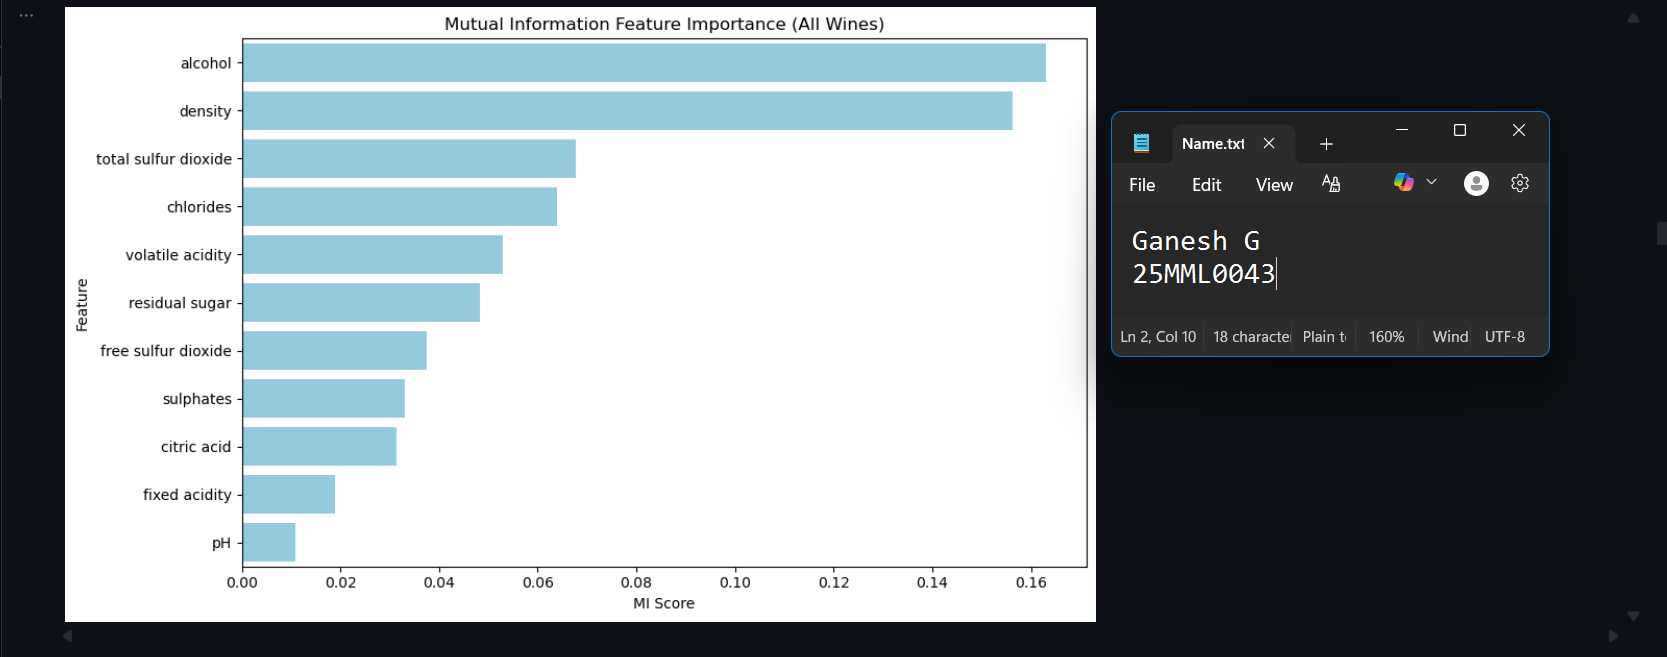 ...
Mutual Information Feature Importance (All Wines)
alcohol
density
total sulfur dioxide
chlorides
volatile acidity
residual sugar
free sulfur dioxide
sulphates
citric acid
fixed acidity
pH
Feature
0.00 0.02 0.04 0.06 0.08 0.10 0.12 0.14 0.16
MI Score
Name.txt
File Edit View
Ganesh G
25MML0043
Ln 2, Col 10 18 character Plain t 160% Wind UTF-8